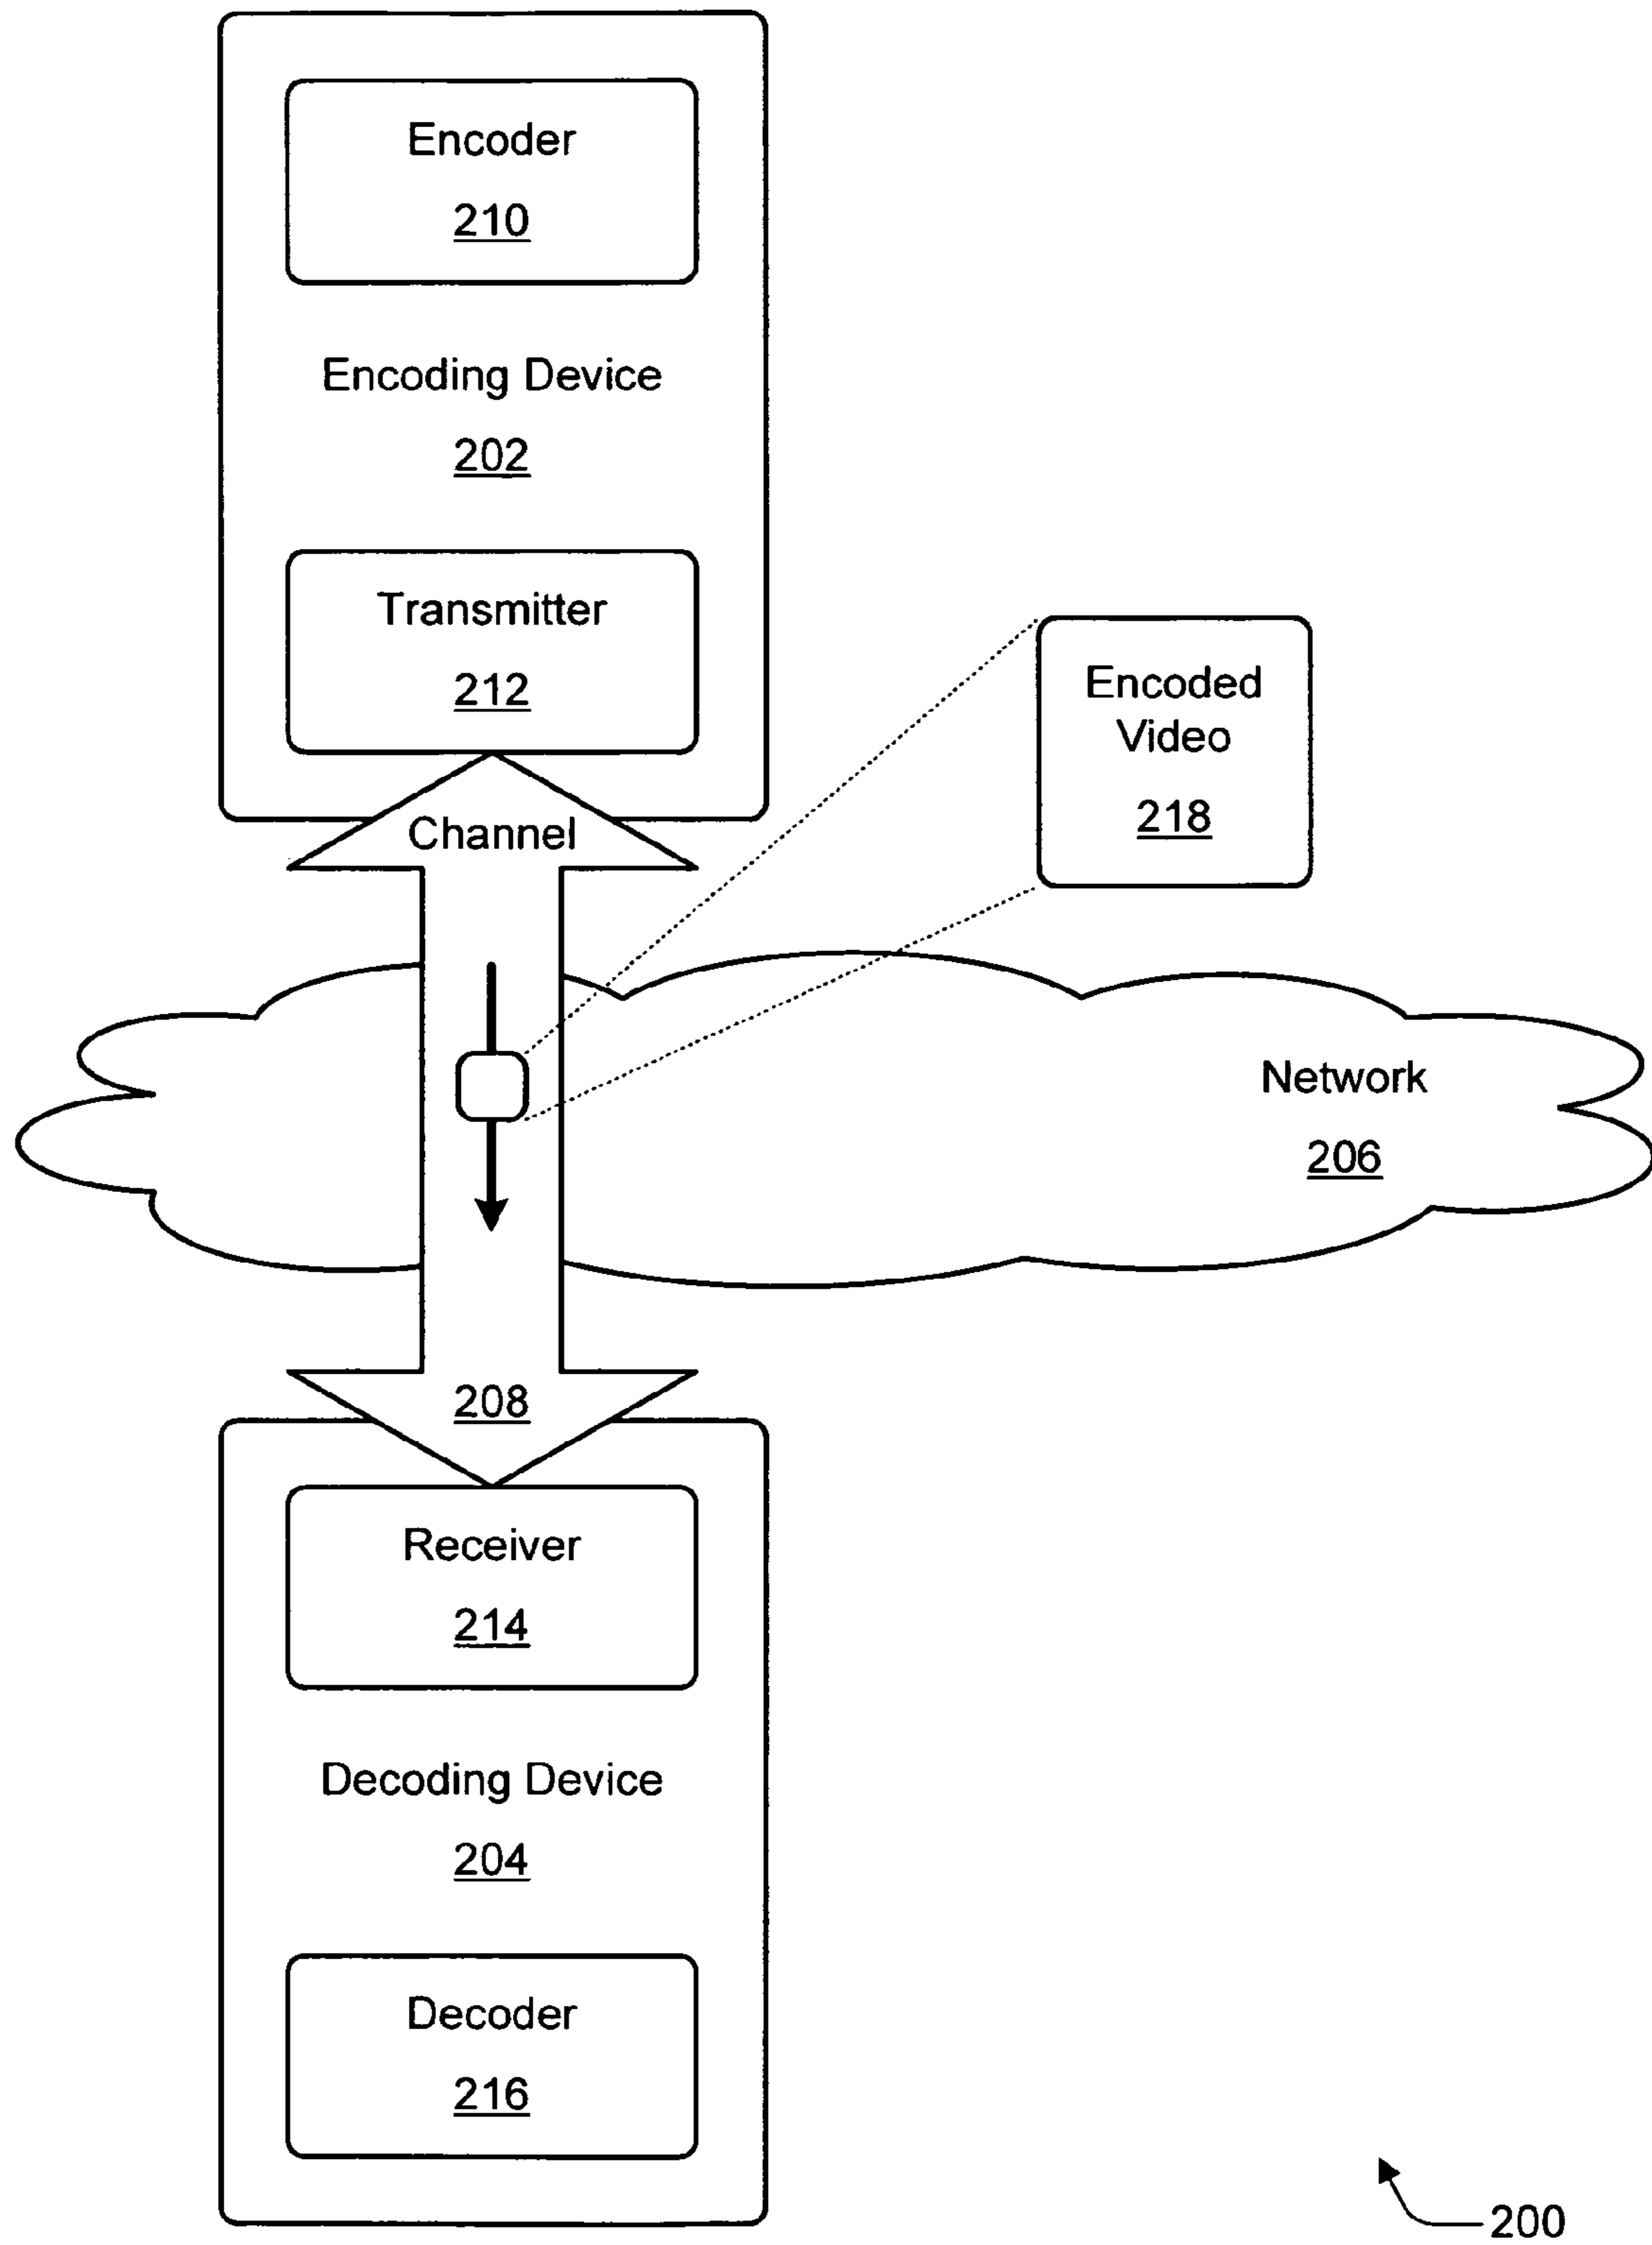 Encoder
210
Encoding Device
202
Transmitter
212
Encoded
Video
218
Channel
Network
206
208
Receiver
214
Decoding Device
204
Decoder
216
200